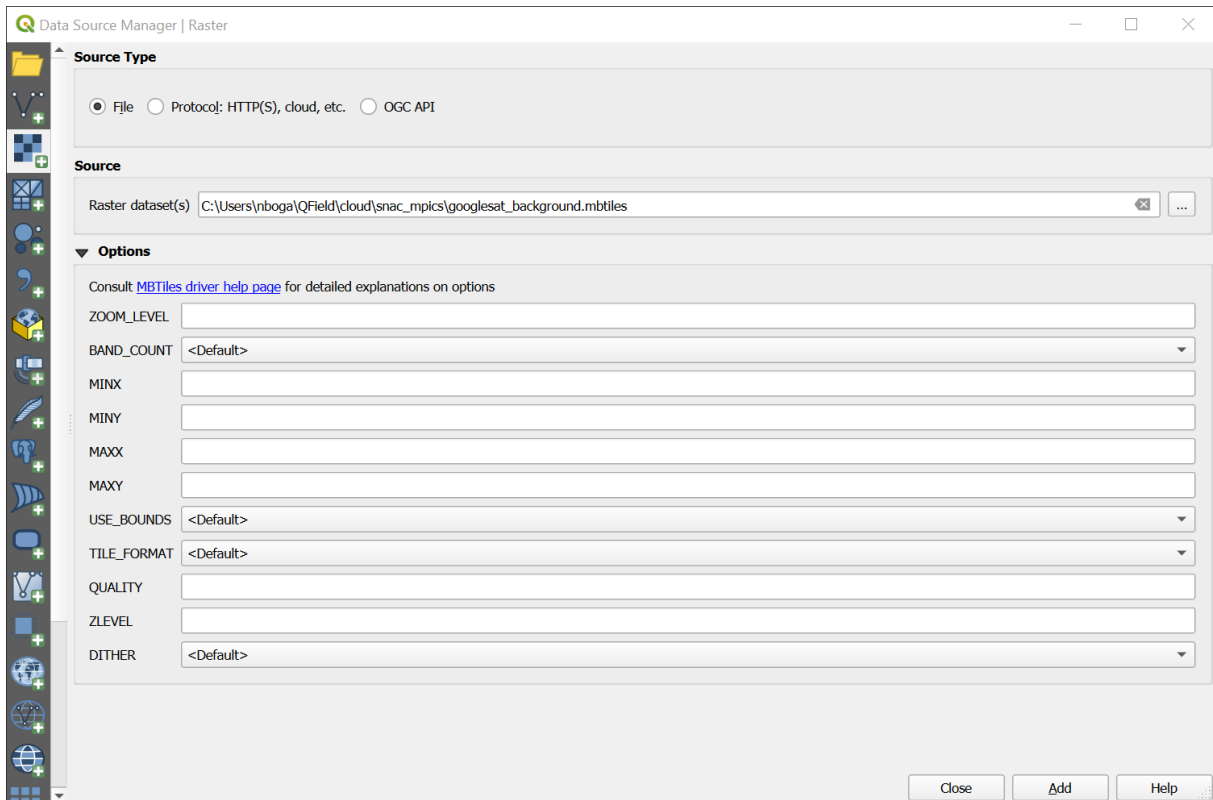 Data Source Manager | Raster
Source Type
File Protocol: HTTP(S), cloud, etc. OGC API
Source
Raster dataset(s) C:\Users\nboga\QField\cloud\snac_mpics\googlesat_background.mbtiles ...
Options
Consult MBTiles driver help page for detailed explanations on options
ZOOM_LEVEL
BAND_COUNT <Default>
MINX
MINY
MAXX
MAXY
USE_BOUNDS <Default>
TILE_FORMAT <Default>
QUALITY
ZLEVEL
DITHER <Default>
Close Add Help